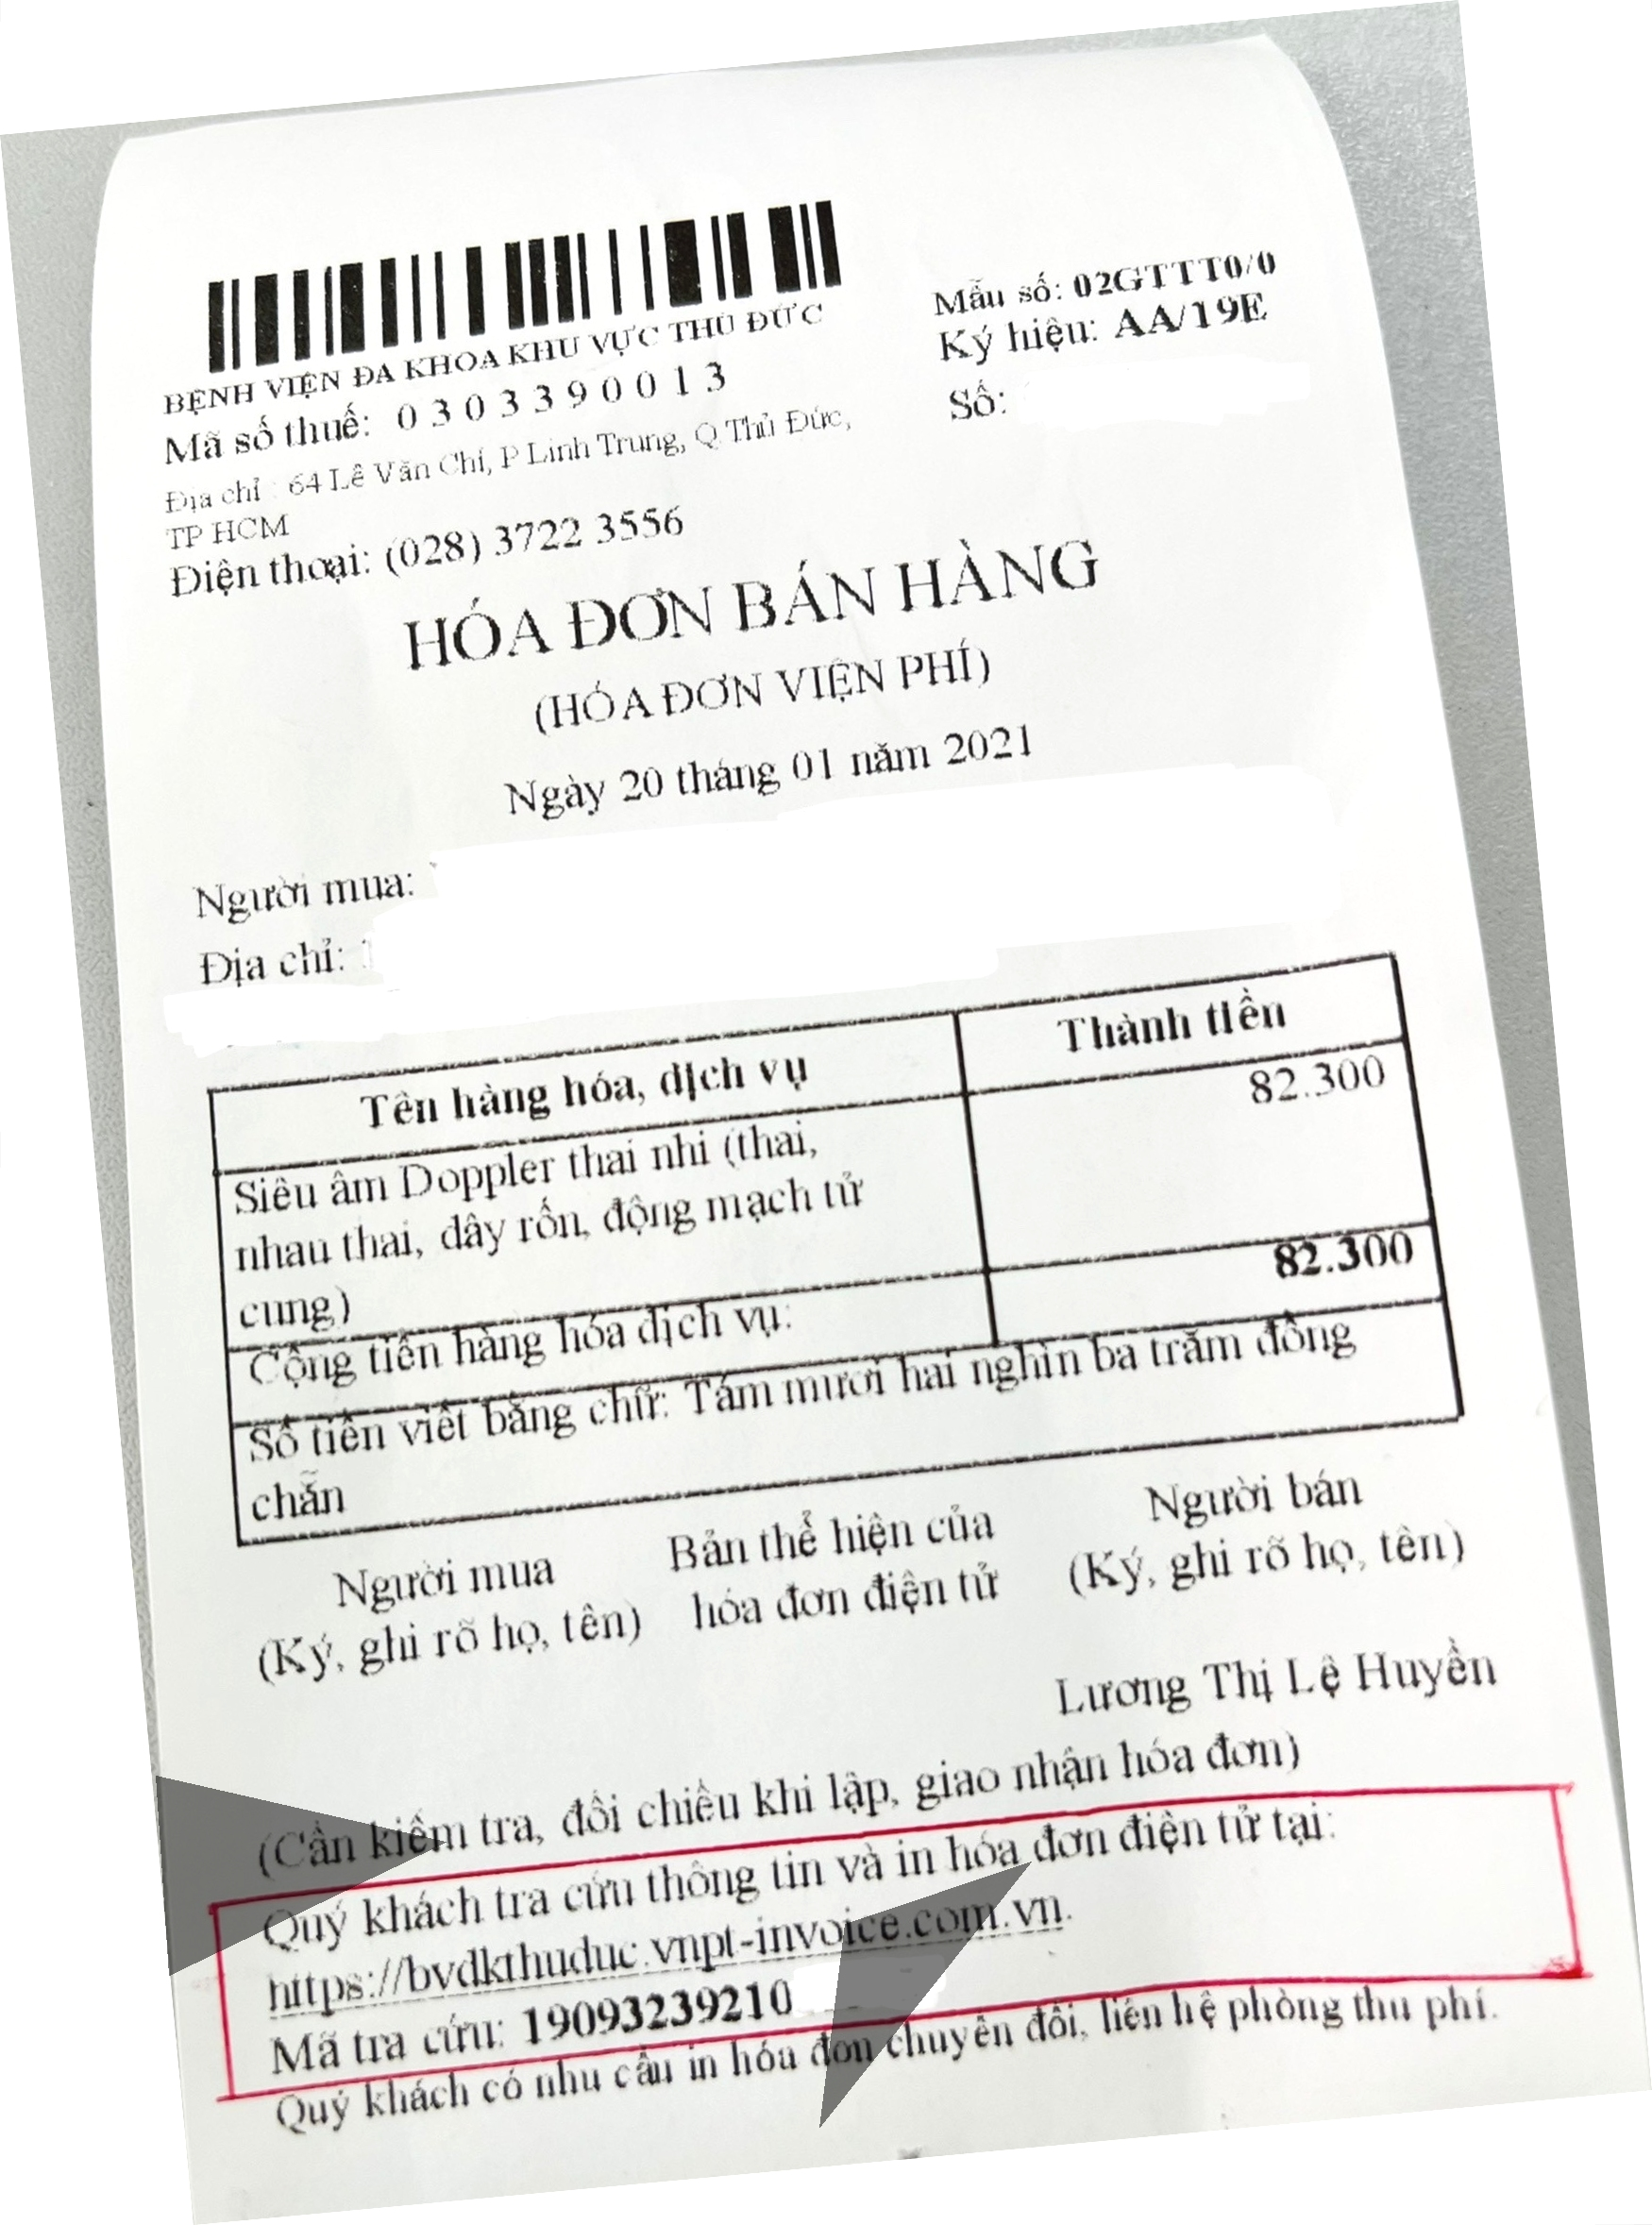 BỆNH VIỆN ĐA KHOA KHU VỰC THỦ ĐỨC
Mã số thuế: 0303390013
Địa chỉ : 64 Lê Văn Chí, P Linh Trung, Q Thủ Đức,
TP HCM
Điện thoại: (028) 3722 3556
Mẫu số: 02GTTT0/0
Ký hiệu: AA/19E
Số:
HÓA ĐƠN BÁN HÀNG
(HÓA ĐƠN VIỆN PHÍ)
Ngày 20 tháng 01 năm 2021
Người mua:
Địa chỉ:
Tên hàng hóa, dịch vụ Thành tiền
Siêu âm Doppler thai nhi (thai, 82.300
nhau thai, dây rốn, động mạch tử
cung)
Cộng tiền hàng hóa dịch vụ: 82.300
Số tiền viết bằng chữ: Tám mươi hai nghìn ba trăm đồng
chẵn
Người mua
(Ký, ghi rõ họ, tên)
Bản thể hiện của
hóa đơn điện tử
Người bán
(Ký, ghi rõ họ, tên)
Lương Thị Lệ Huyền
(Cần kiểm tra, đối chiếu khi lập, giao nhận hóa đơn)
Quý khách tra cứu thông tin và in hóa đơn điện tử tại:
https://bvdkthuduc.vnpt-invoice.com.vn.
Mã tra cứu: 19093239210
Quý khách có nhu cầu in hóa đơn chuyển đổi, liên hệ phòng thu phí.